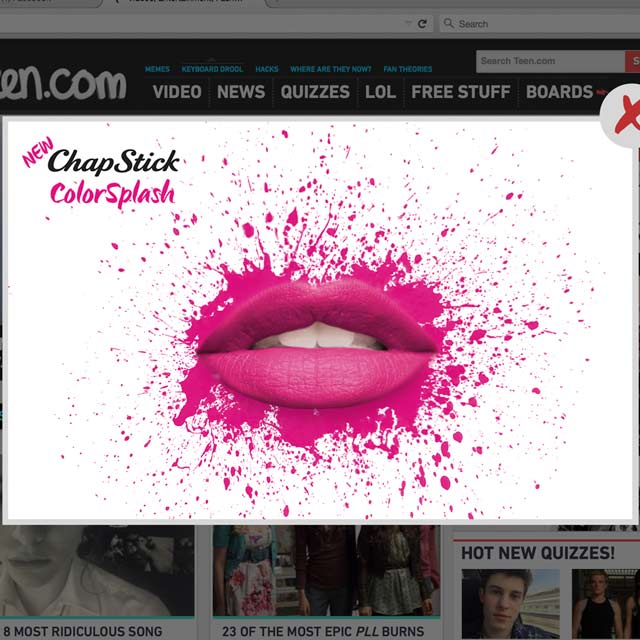 Search
een.com
MEMES KEYBOARD DROOL HACKS WHERE ARE THEY NOW? FAN THEORIES
Search Teen.com
VIDEO NEWS QUIZZES LOL FREE STUFF BOARDS
NEW
ChapStick
ColorSplash
HOT NEW QUIZZES!
8 MOST RIDICULOUS SONG
23 OF THE MOST EPIC PLL BURNS